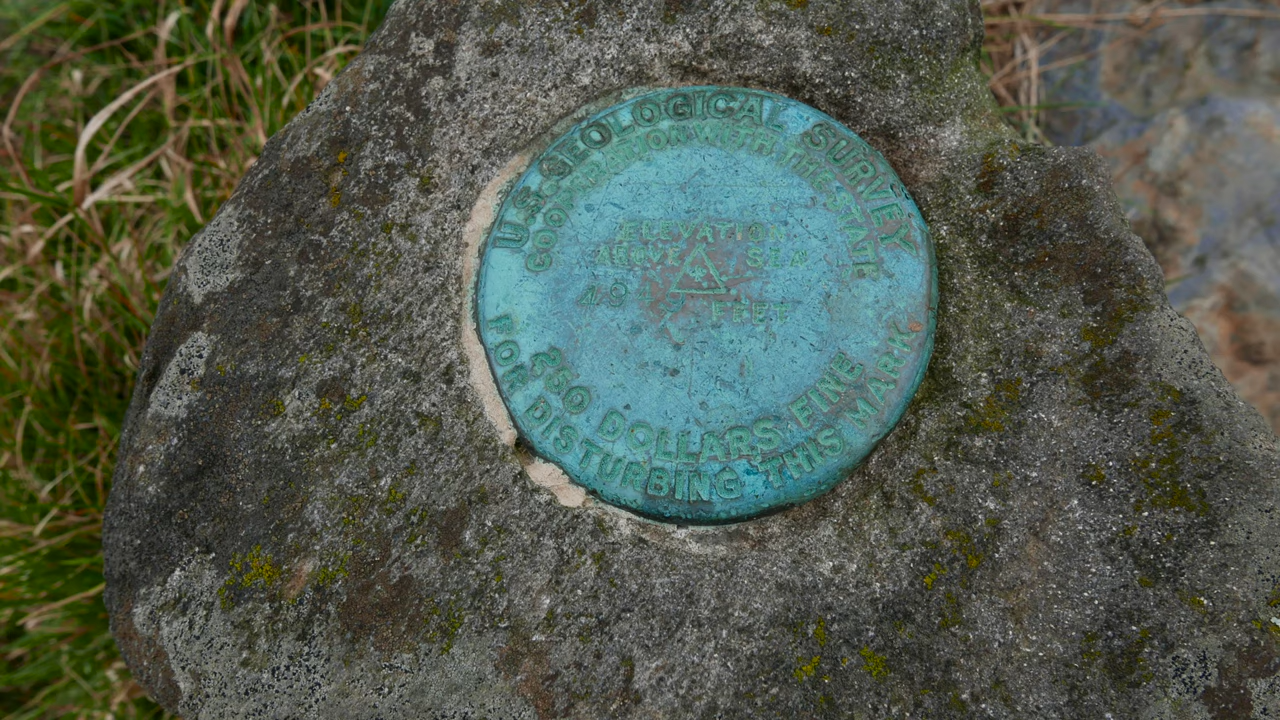 U.S. GEOLOGICAL SURVEY
COOPERATION WITH THE STATE
ELEVATION
ABOVE SEA
FEET
250 DOLLARS FINE
FOR DISTURBING THIS MARK